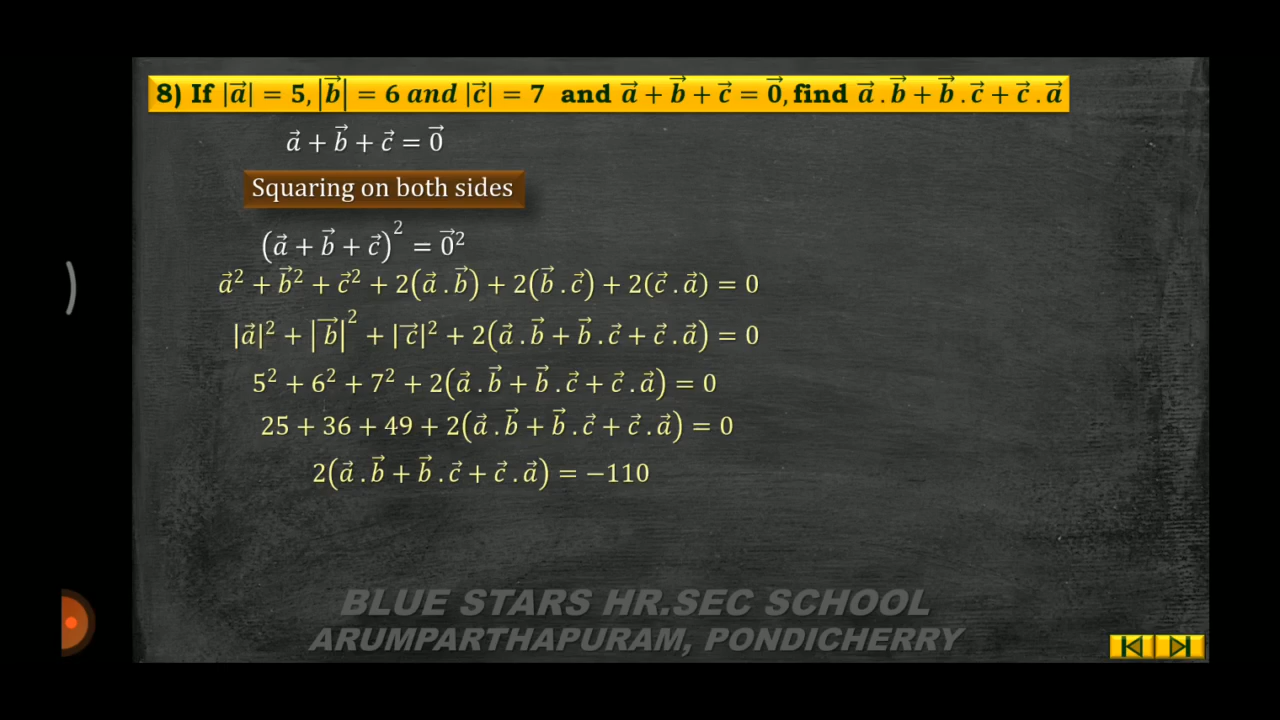 8) If |a⃗| = 5, |b⃗| = 6 and |c⃗| = 7 and a⃗ + b⃗ + c⃗ = 0⃗, find a⃗ . b⃗ + b⃗ . c⃗ + c⃗ . a⃗
a⃗ + b⃗ + c⃗ = 0⃗
Squaring on both sides
(a⃗ + b⃗ + c⃗)² = 0⃗²
a⃗² + b⃗² + c⃗² + 2(a⃗ . b⃗) + 2(b⃗ . c⃗) + 2(c⃗ . a⃗) = 0
|a⃗|² + |b⃗|² + |c⃗|² + 2(a⃗ . b⃗ + b⃗ . c⃗ + c⃗ . a⃗) = 0
5² + 6² + 7² + 2(a⃗ . b⃗ + b⃗ . c⃗ + c⃗ . a⃗) = 0
25 + 36 + 49 + 2(a⃗ . b⃗ + b⃗ . c⃗ + c⃗ . a⃗) = 0
2(a⃗ . b⃗ + b⃗ . c⃗ + c⃗ . a⃗) = −110
BLUE STARS HR.SEC SCHOOL
ARUMPARTHAPURAM, PONDICHERRY